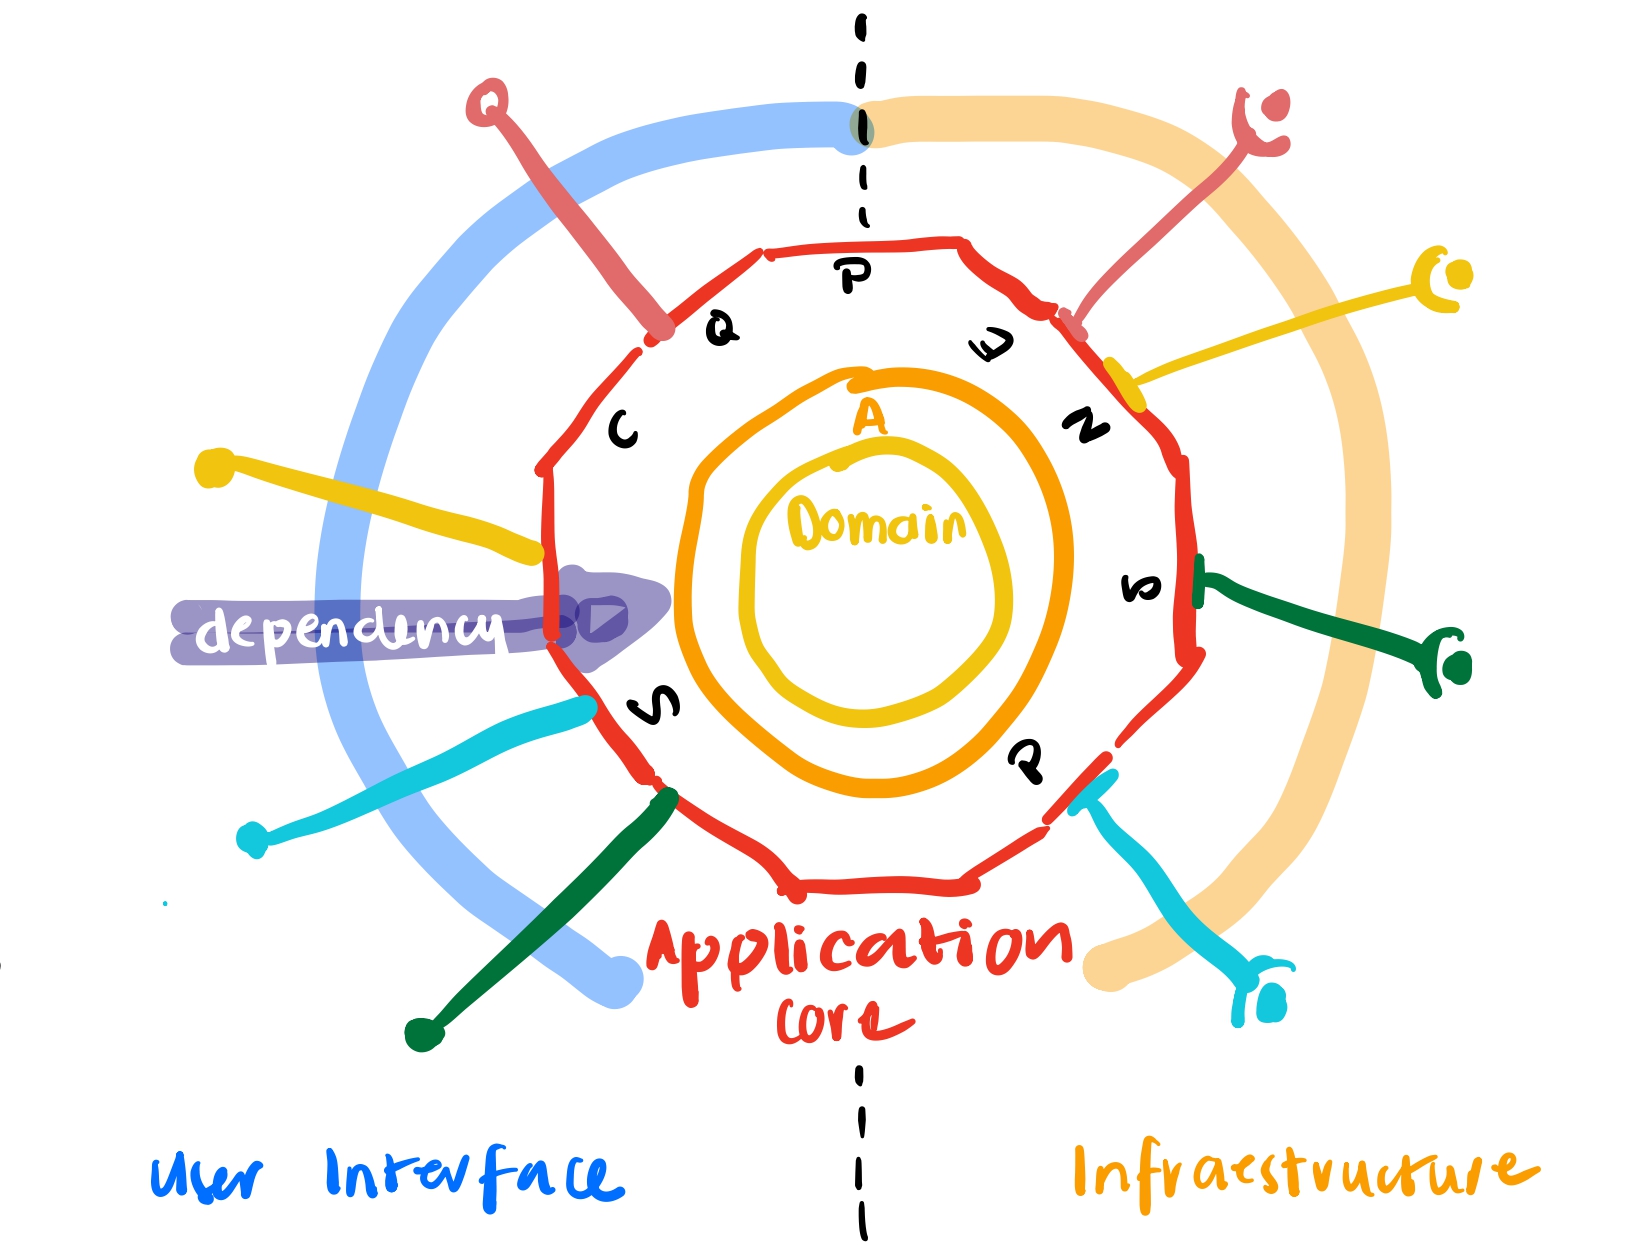 P
Q
E
C
A
N
Domain
dependency
S
P
Application
core
User Interface
Infraestructure